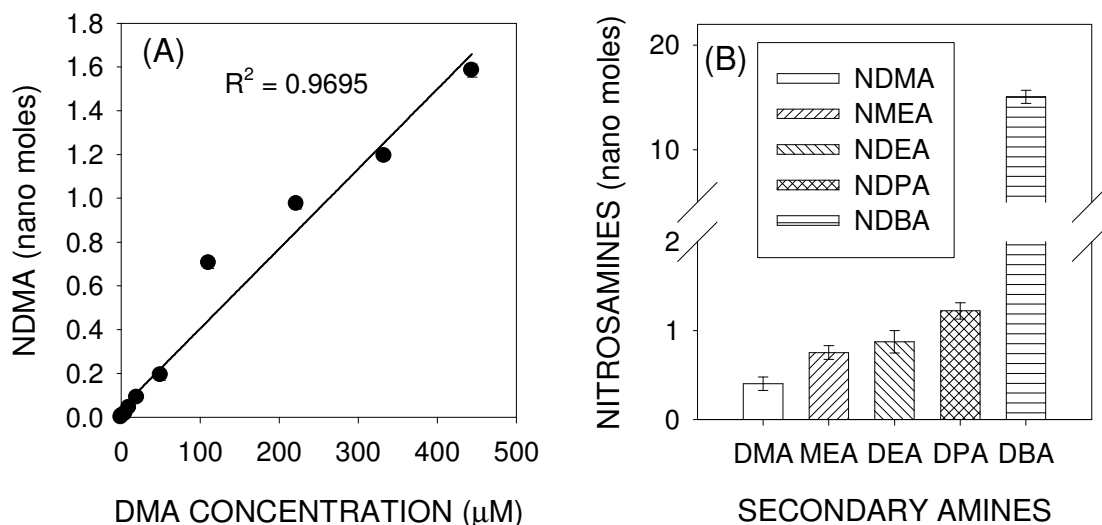 (A)
R² = 0.9695
NDMA (nano moles)
1.8
1.6
1.4
1.2
1.0
0.8
0.6
0.4
0.2
0.0
0 100 200 300 400 500
DMA CONCENTRATION (μM)
(B)
NITROSAMINES (nano moles)
20
10
2
1
0
NDMA
NMEA
NDEA
NDPA
NDBA
DMA MEA DEA DPA DBA
SECONDARY AMINES